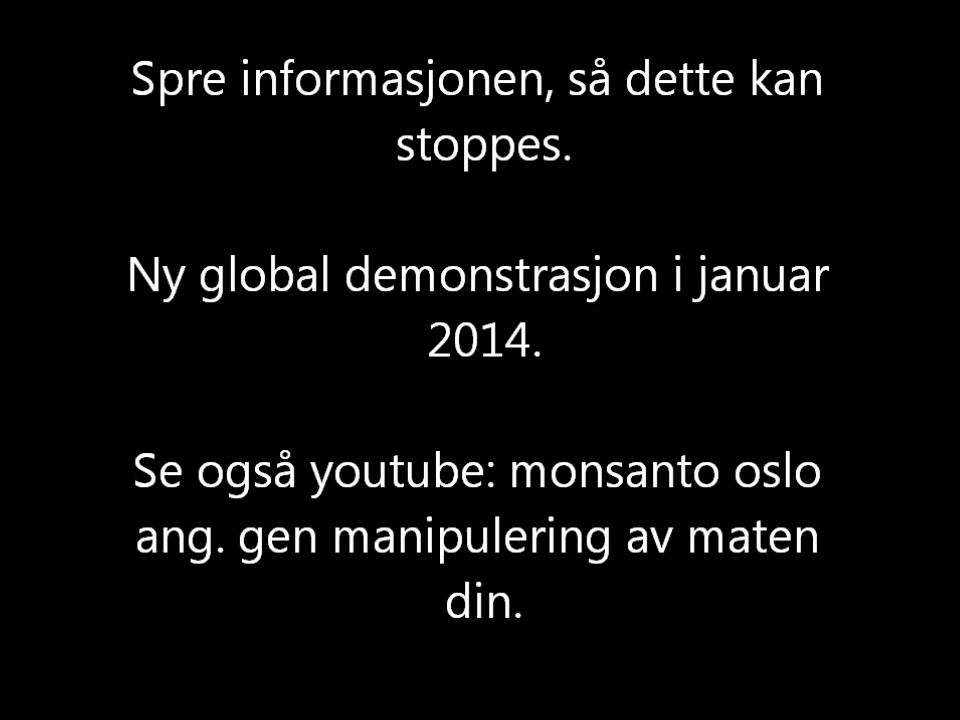 Spre informasjonen, så dette kan
stoppes.
Ny global demonstrasjon i januar
2014.
Se også youtube: monsanto oslo
ang. gen manipulering av maten
din.